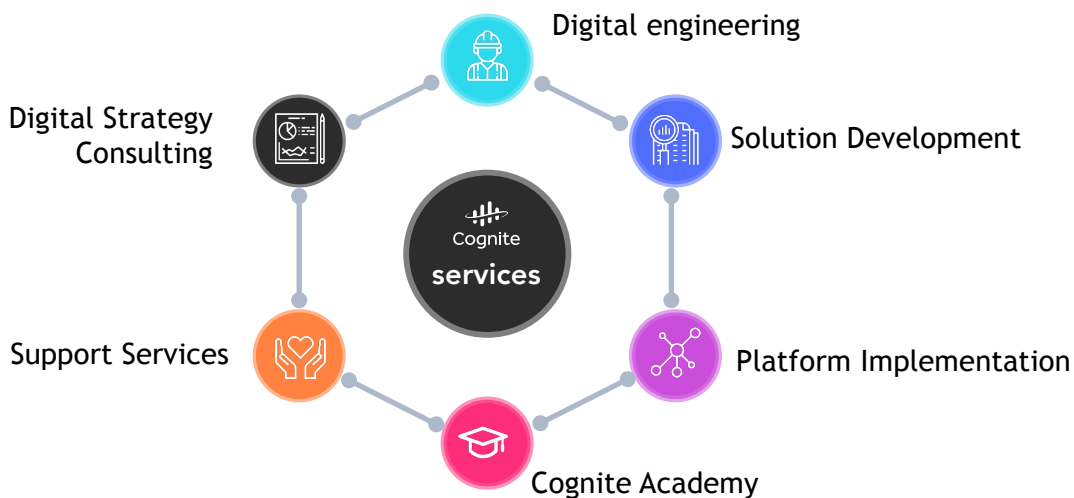 Digital engineering
Digital Strategy
Consulting
Solution Development
Cognite
services
Support Services
Platform Implementation
Cognite Academy